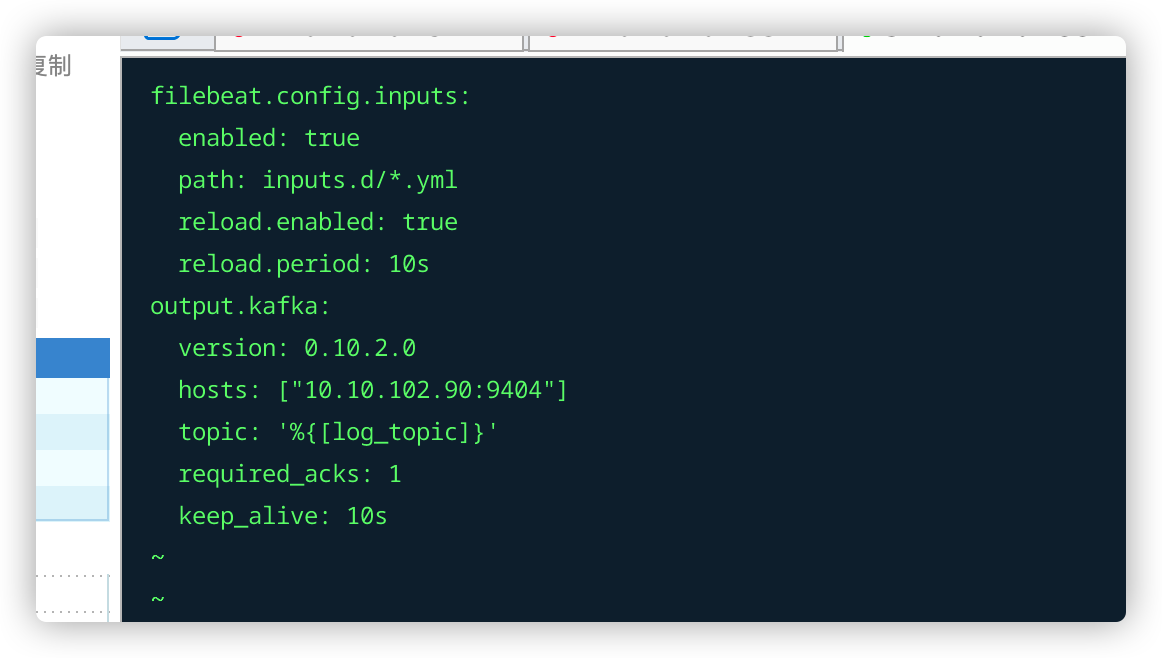 复制
filebeat.config.inputs:
  enabled: true
  path: inputs.d/*.yml
  reload.enabled: true
  reload.period: 10s
output.kafka:
  version: 0.10.2.0
  hosts: ["10.10.102.90:9404"]
  topic: '%{[log_topic]}'
  required_acks: 1
  keep_alive: 10s
~
~